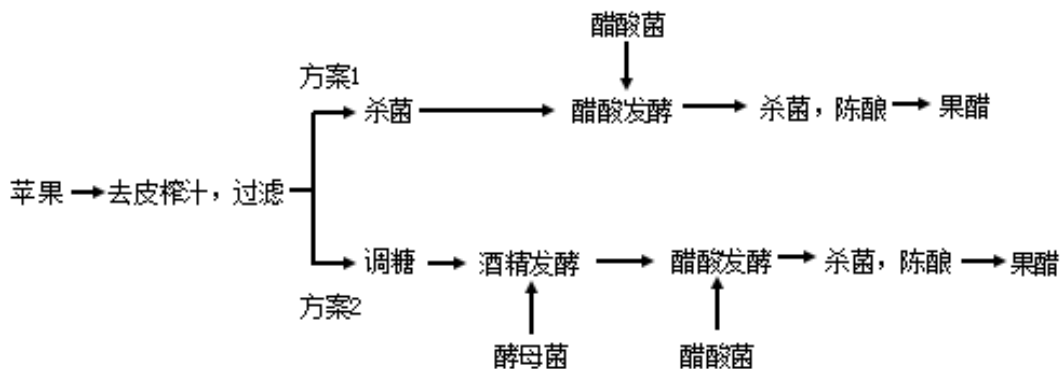 醋酸菌
方案1
杀菌 醋酸发酵 杀菌，陈酿 果醋
苹果 去皮榨汁，过滤
调糖 酒精发酵 醋酸发酵 杀菌，陈酿 果醋
方案2
酵母菌 醋酸菌